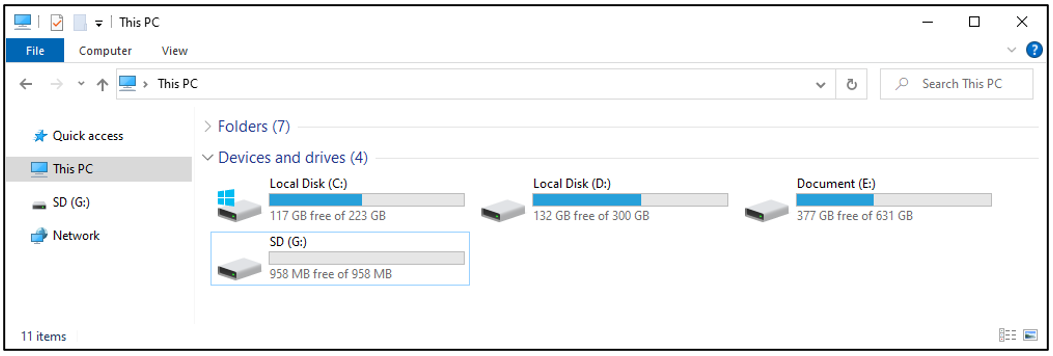 This PC
File Computer View
This PC
Search This PC
Quick access
This PC
SD (G:)
Network
Folders (7)
Devices and drives (4)
Local Disk (C:)
117 GB free of 223 GB
Local Disk (D:)
132 GB free of 300 GB
Document (E:)
377 GB free of 631 GB
SD (G:)
958 MB free of 958 MB
11 items